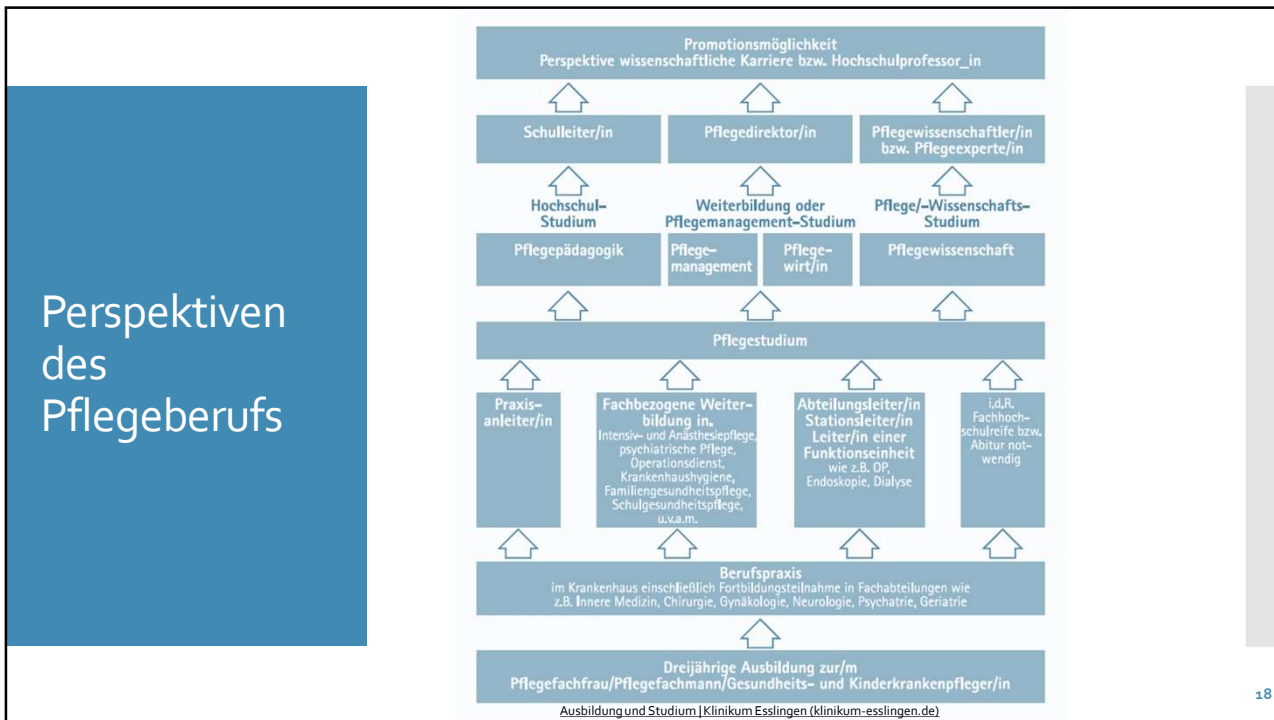 Perspektiven
des
Pflegeberufs
Promotionsmöglichkeit
Perspektive wissenschaftliche Karriere bzw. Hochschulprofessor_in
Schulleiter/in
Pflegedirektor/in
Pflegewissenschaftler/in
bzw. Pflegeexperte/in
Hochschul-
Studium
Weiterbildung oder
Pflegemanagement-Studium
Pflege/-Wissenschafts-
Studium
Pflegepädagogik
Pflege-
management
Pflege-
wirt/in
Pflegewissenschaft
Pflegestudium
Praxis-
anleiter/in
Fachbezogene Weiter-
bildung in.
Intensiv- und Anästhesiepflege,
psychiatrische Pflege,
Operationsdienst,
Krankenhaushygiene,
Familiengesundheitspflege,
Schulgesundheitspflege,
u.v.a.m.
Abteilungsleiter/in
Stationsleiter/in
Leiter/in einer
Funktionseinheit
wie z.B. OP,
Endoskopie, Dialyse
i.d.R.
Fachhoch-
schulreife bzw.
Abitur not-
wendig
Berufspraxis
im Krankenhaus einschließlich Fortbildungsteilnahme in Fachabteilungen wie
z.B. Innere Medizin, Chirurgie, Gynäkologie, Neurologie, Psychatrie, Geriatrie
Dreijährige Ausbildung zur/m
Pflegefachfrau/Pflegefachmann/Gesundheits- und Kinderkrankenpfleger/in
Ausbildung und Studium | Klinikum Esslingen (klinikum-esslingen.de)
18